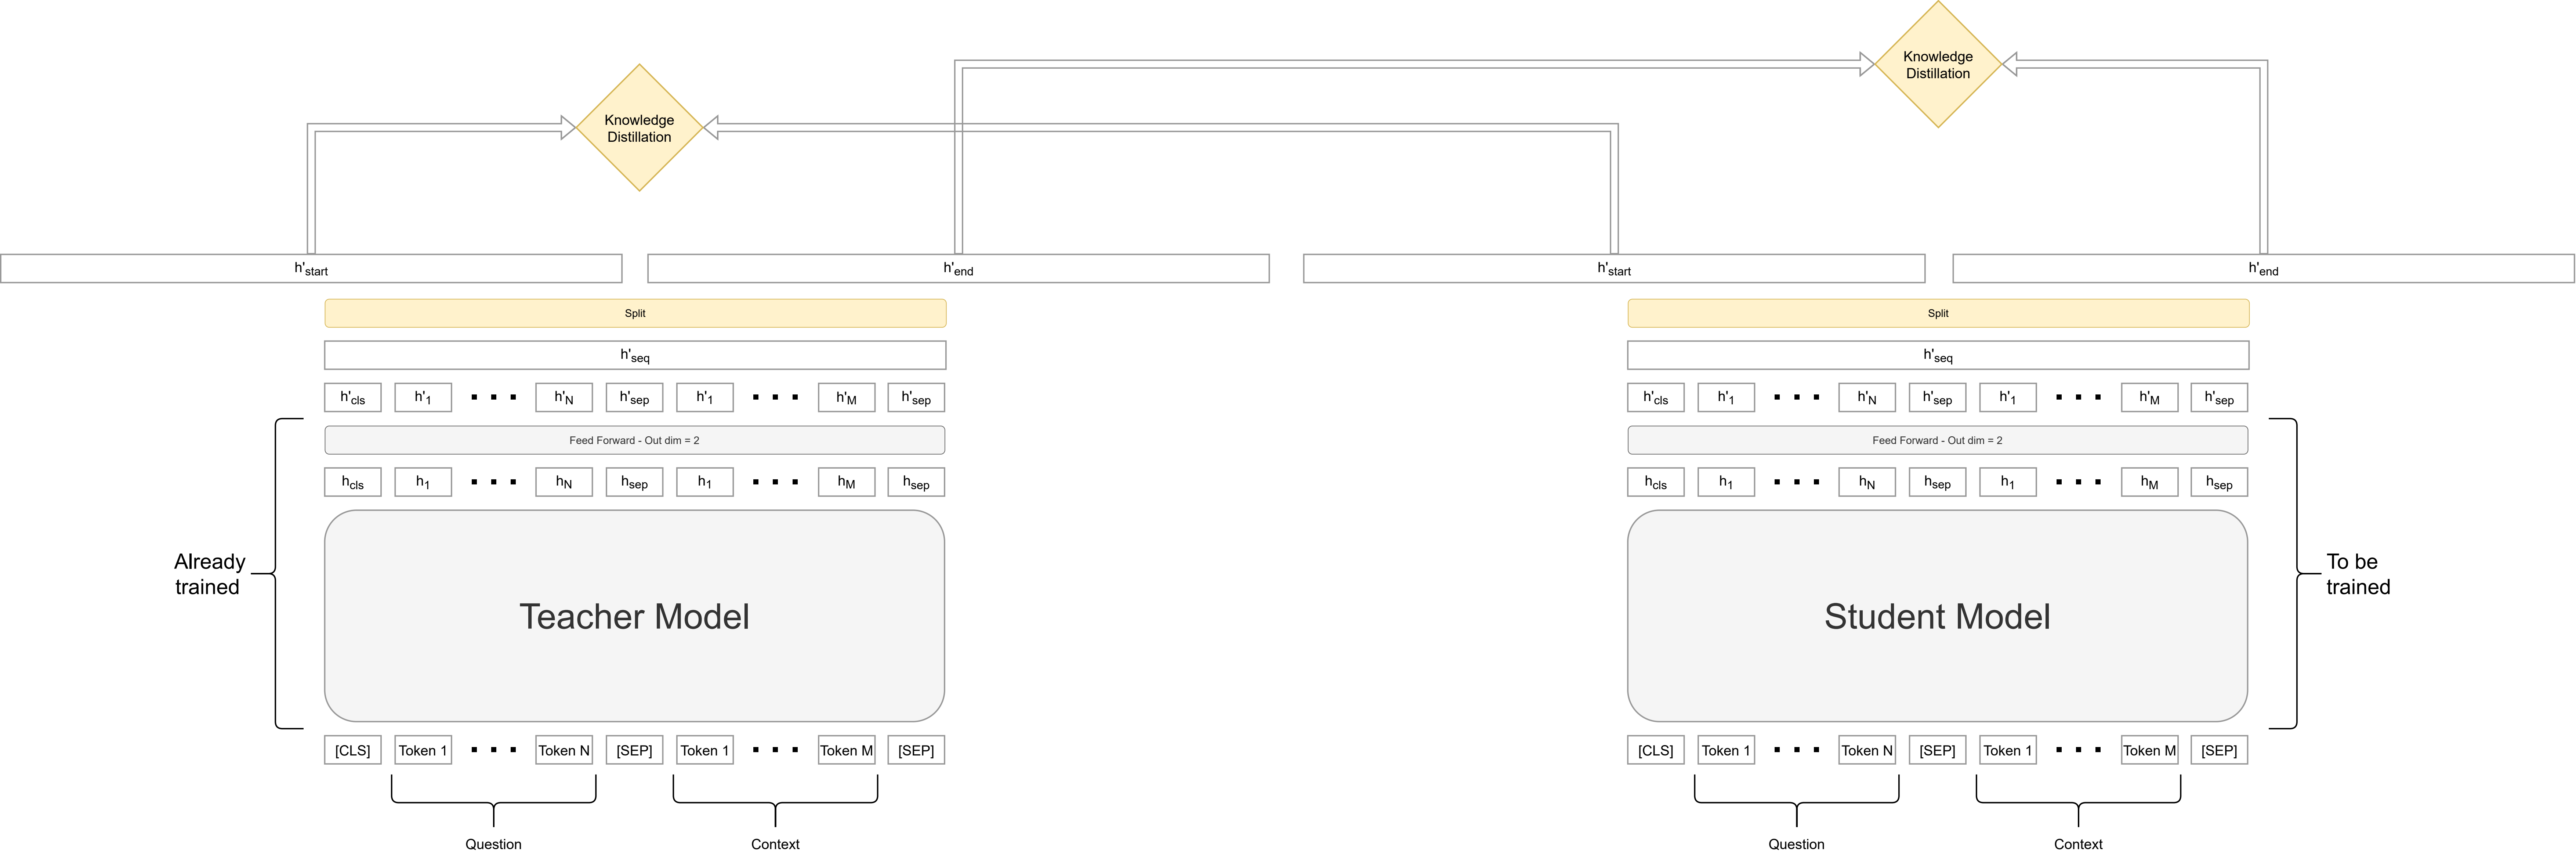 Knowledge
Distillation
Knowledge
Distillation
h'start
h'end
h'start
h'end
Split
Split
h'seq
h'seq
h'cls h'1 h'N h'sep h'1 h'M h'sep
h'cls h'1 h'N h'sep h'1 h'M h'sep
Feed Forward - Out dim = 2
Feed Forward - Out dim = 2
hcls h1 hN hsep h1 hM hsep
hcls h1 hN hsep h1 hM hsep
Already
trained
To be
trained
Teacher Model
Student Model
[CLS] Token 1 Token N [SEP] Token 1 Token M [SEP]
[CLS] Token 1 Token N [SEP] Token 1 Token M [SEP]
Question
Context
Question
Context